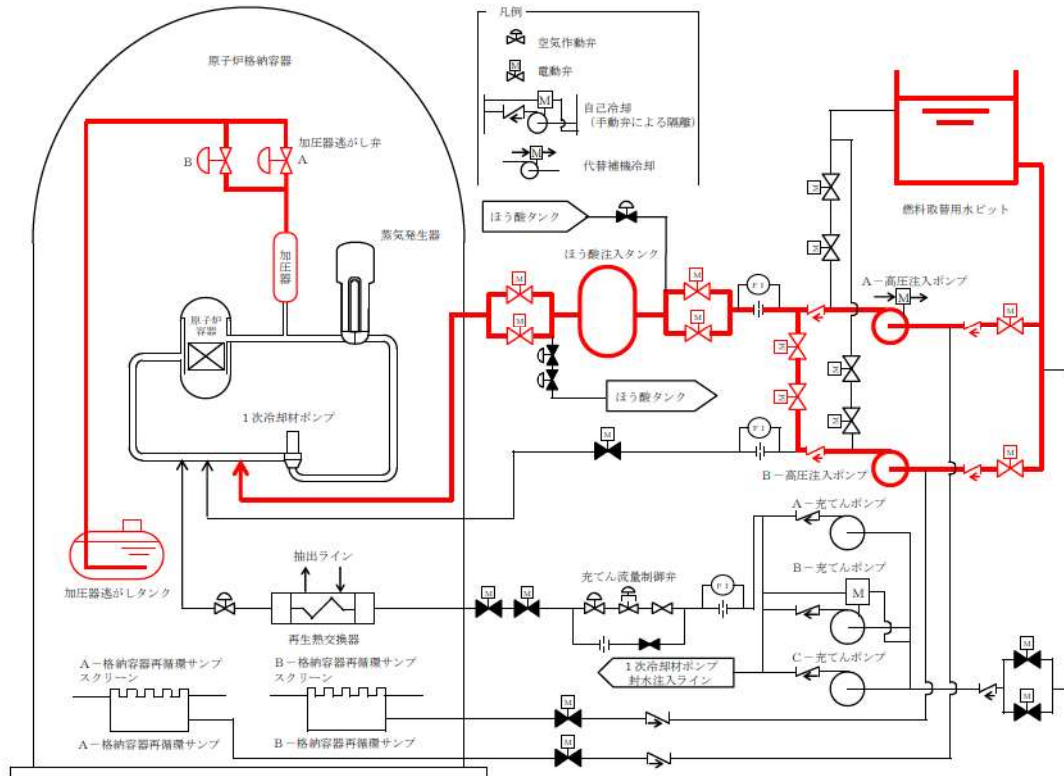 凡例
空気作動弁
M
電動弁
M
自己冷却
(手動弁による隔離)
M
代替補機冷却
原子炉格納容器
加圧器逃がし弁
B
A
加圧器
蒸気発生器
原子炉
容器
1次冷却材ポンプ
加圧器逃がしタンク
ほう酸タンク
ほう酸注入タンク
M
M
M
M
FI
ほう酸タンク
M
M
M
M
M
M
燃料取替用水ピット
A-高圧注入ポンプ
M
M
M
FI
M
B-高圧注入ポンプ
A-充てんポンプ
抽出ライン
再生熱交換器
M
M
充てん流量制御弁
FI
B-充てんポンプ
M
1次冷却材ポンプ
封水注入ライン
C-充てんポンプ
M
M
A-格納容器再循環サンプ
スクリーン
B-格納容器再循環サンプ
スクリーン
A-格納容器再循環サンプ
B-格納容器再循環サンプ
M
M